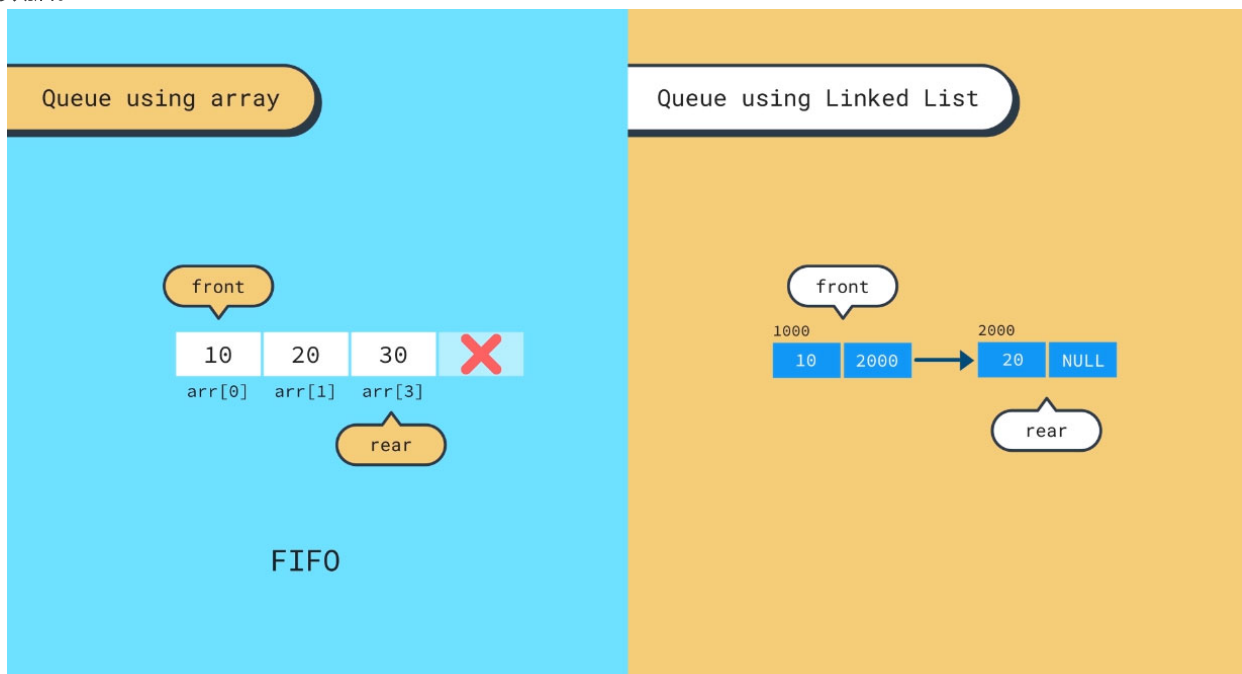 Queue using array
front
10 20 30
arr[0] arr[1] arr[3]
rear
FIFO
Queue using Linked List
front
1000 2000
10 2000 20 NULL
rear